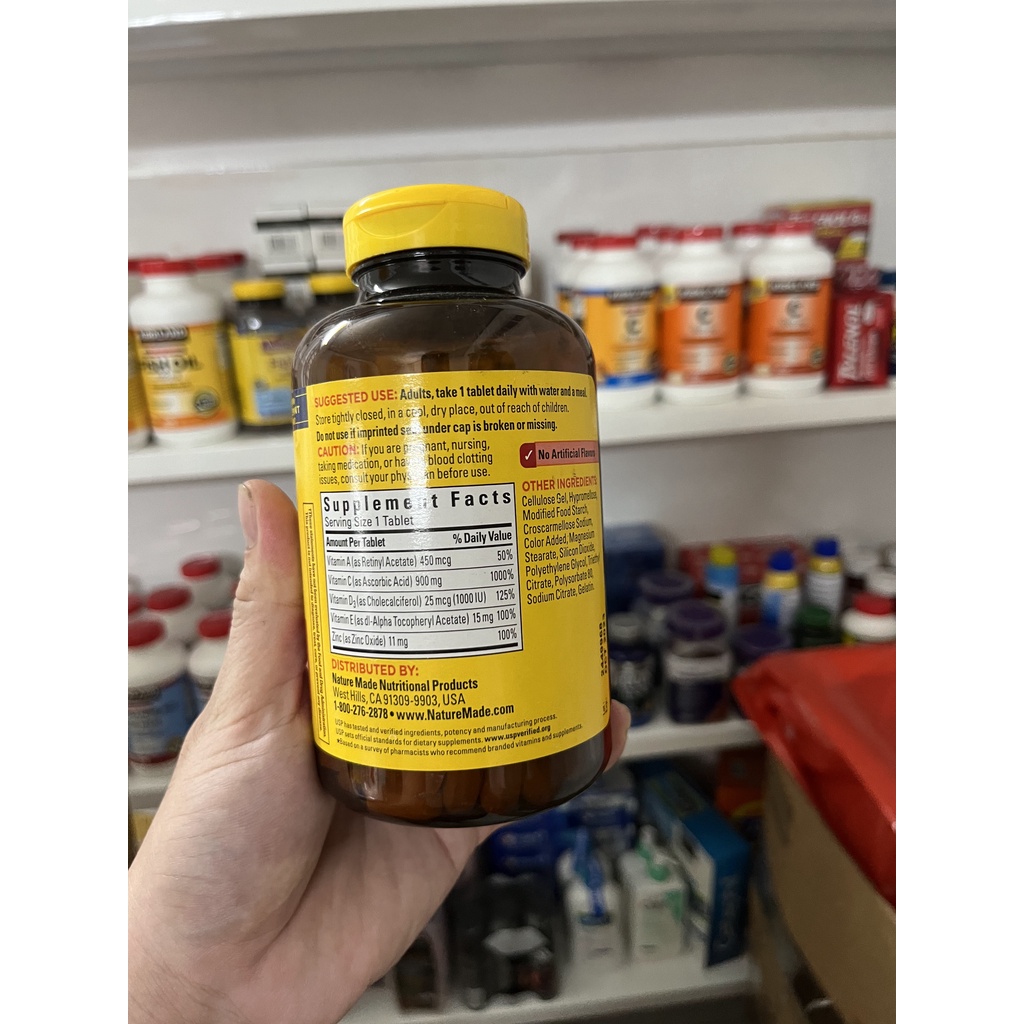 SUGGESTED USE: Adults, take 1 tablet daily with water and a meal.
Store tightly closed, in a cool, dry place, out of reach of children.
Do not use if imprinted seal under cap is broken or missing.
CAUTION: If you are pregnant, nursing,
taking medication, or have blood clotting
issues, consult your physician before use.
Supplement Facts
Serving Size 1 Tablet
Amount Per Tablet % Daily Value
Vitamin A (as Retinyl Acetate) 450 mcg 50%
Vitamin C (as Ascorbic Acid) 900 mg 1000%
Vitamin D3 (as Cholecalciferol) 25 mcg (1000 IU) 125%
Vitamin E (as dl-Alpha Tocopheryl Acetate) 15 mg 100%
Zinc (as Zinc Oxide) 11 mg 100%
DISTRIBUTED BY:
Nature Made Nutritional Products
West Hills, CA 91309-9903, USA
1-800-276-2878 • www.NatureMade.com
USP has tested and verified ingredients, potency and manufacturing process.
USP sets official standards for dietary supplements. www.uspverified.org
Based on a survey of pharmacists who recommend branded vitamins and supplements.
No Artificial Flavors
OTHER INGREDIENTS
Cellulose Gel, Hypromellose,
Modified Food Starch,
Croscarmellose Sodium,
Color Added, Magnesium
Stearate, Silicon Dioxide,
Polyethylene Glycol, Triethyl
Citrate, Polysorbate 80,
Sodium Citrate, Gelatin.
KIRKLAND
TYLENOL